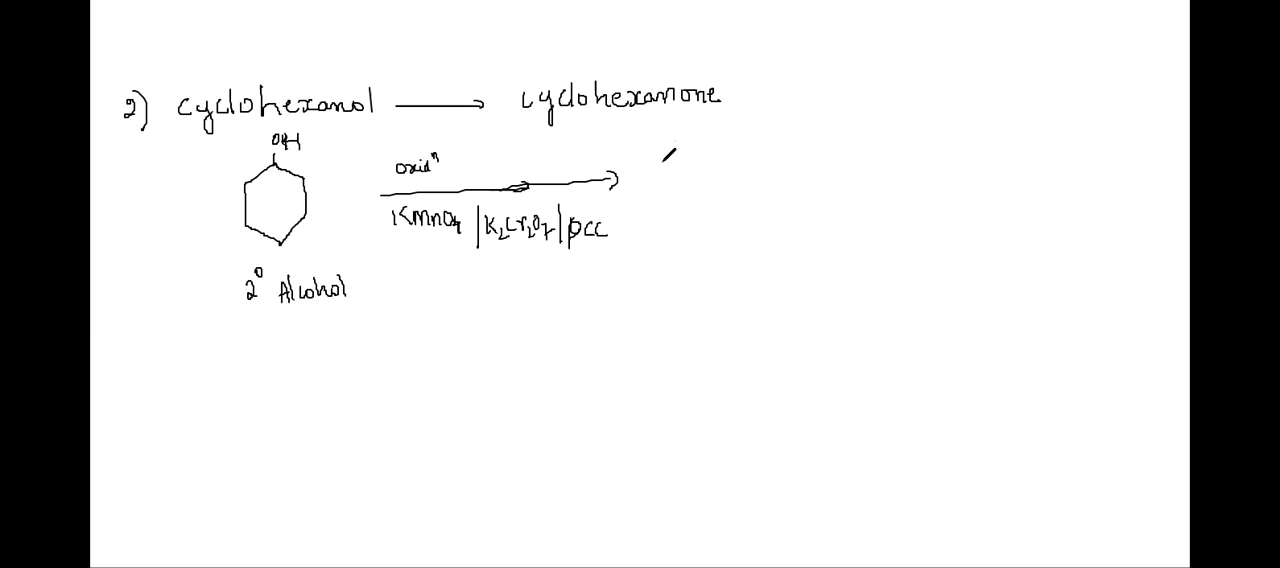 2) cyclohexanol ⟶ cyclohexanone
OH
oxidⁿ
KMnO₄ | K₂Cr₂O₇ | pcc
2° Alcohol